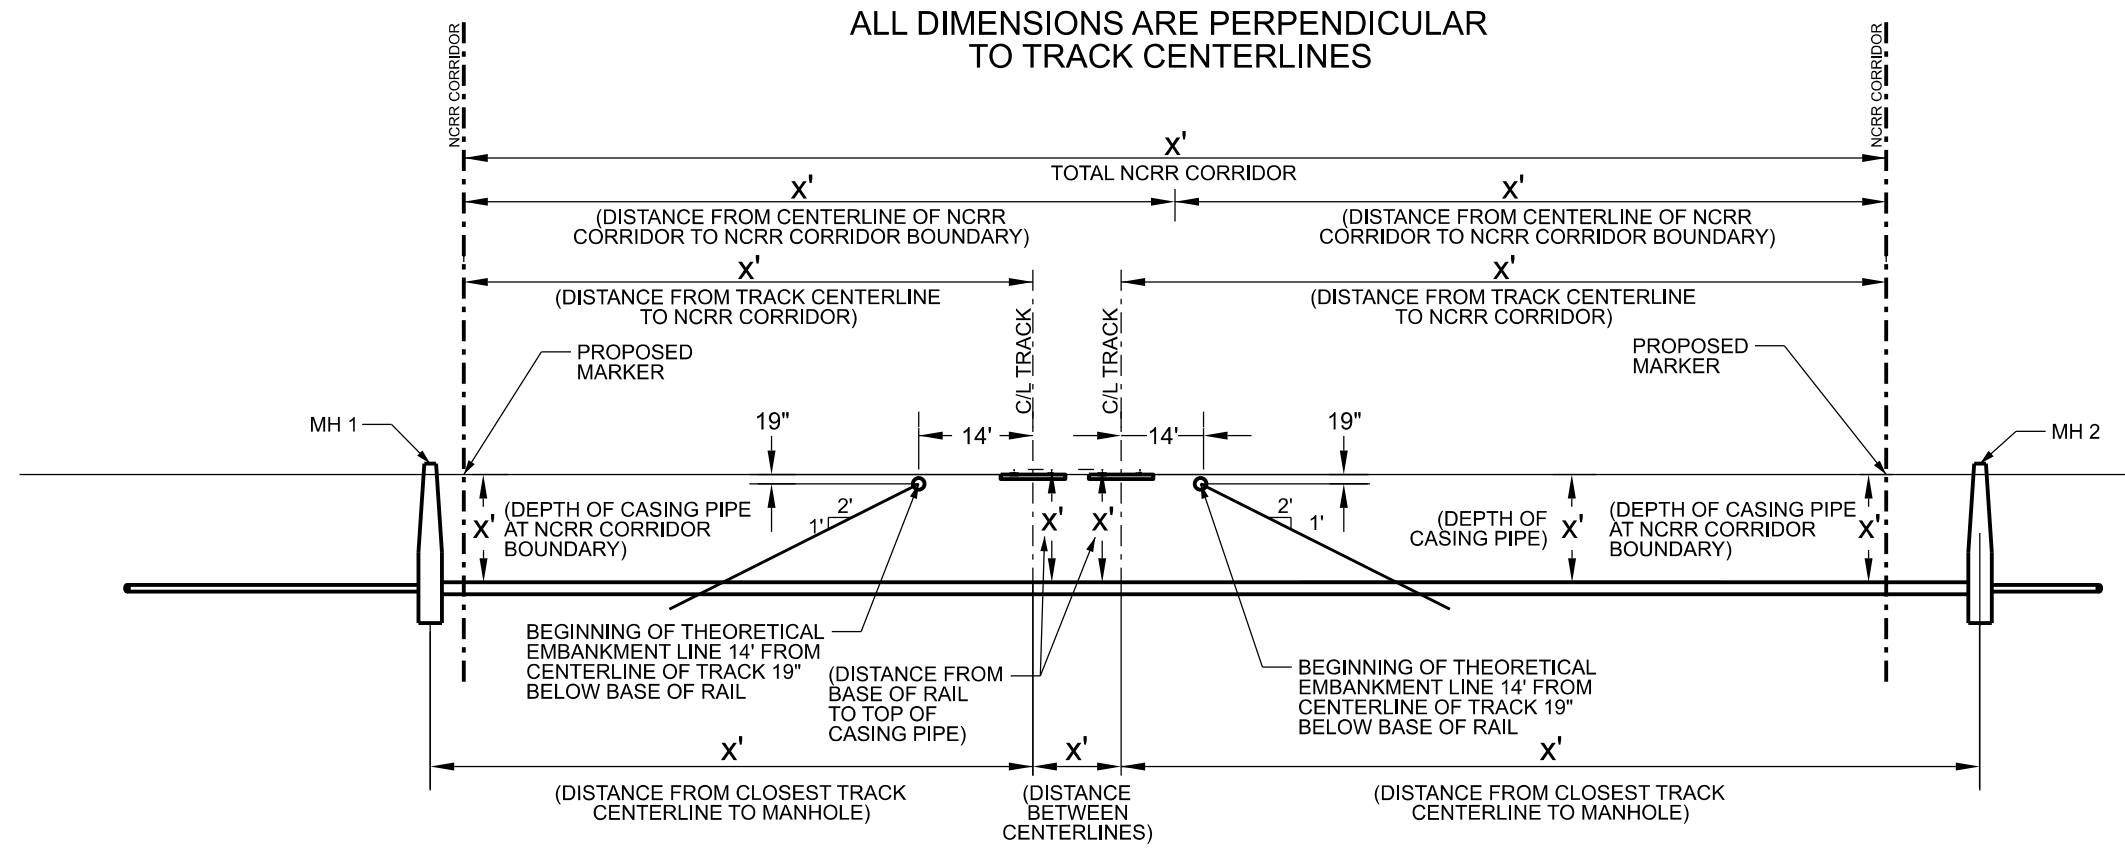 ALL DIMENSIONS ARE PERPENDICULAR
TO TRACK CENTERLINES
NCRR CORRIDOR
NCRR CORRIDOR
X'
TOTAL NCRR CORRIDOR
X'
(DISTANCE FROM CENTERLINE OF NCRR
CORRIDOR TO NCRR CORRIDOR BOUNDARY)
X'
(DISTANCE FROM CENTERLINE OF NCRR
CORRIDOR TO NCRR CORRIDOR BOUNDARY)
X'
(DISTANCE FROM TRACK CENTERLINE
TO NCRR CORRIDOR)
X'
(DISTANCE FROM TRACK CENTERLINE
TO NCRR CORRIDOR)
C/L TRACK
C/L TRACK
PROPOSED
MARKER
PROPOSED
MARKER
MH 1
19"
14'
14'
19"
MH 2
X'
(DEPTH OF CASING PIPE
AT NCRR CORRIDOR
BOUNDARY)
1'
2'
X'
X'
2'
1'
(DEPTH OF
CASING PIPE)
X'
(DEPTH OF CASING PIPE
AT NCRR CORRIDOR
BOUNDARY)
X'
BEGINNING OF THEORETICAL
EMBANKMENT LINE 14' FROM
CENTERLINE OF TRACK 19"
BELOW BASE OF RAIL
(DISTANCE FROM
BASE OF RAIL
TO TOP OF
CASING PIPE)
BEGINNING OF THEORETICAL
EMBANKMENT LINE 14' FROM
CENTERLINE OF TRACK 19"
BELOW BASE OF RAIL
X'
(DISTANCE FROM CLOSEST TRACK
CENTERLINE TO MANHOLE)
X'
(DISTANCE
BETWEEN
CENTERLINES)
X'
(DISTANCE FROM CLOSEST TRACK
CENTERLINE TO MANHOLE)